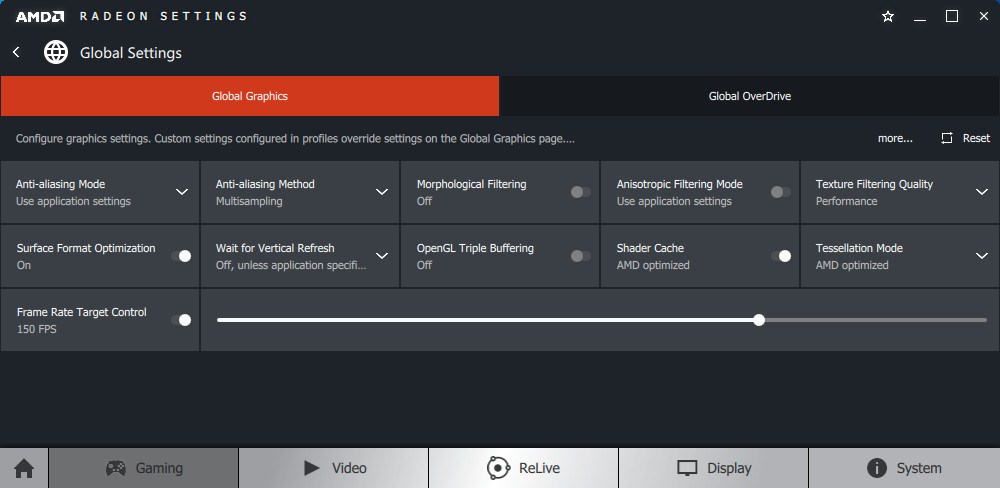 AMD RADEON SETTINGS
Global Settings
Global Graphics
Global OverDrive
Configure graphics settings. Custom settings configured in profiles override settings on the Global Graphics page....
more...
Reset
Anti-aliasing Mode
Use application settings
Anti-aliasing Method
Multisampling
Morphological Filtering
Off
Anisotropic Filtering Mode
Use application settings
Texture Filtering Quality
Performance
Surface Format Optimization
On
Wait for Vertical Refresh
Off, unless application specifi...
OpenGL Triple Buffering
Off
Shader Cache
AMD optimized
Tessellation Mode
AMD optimized
Frame Rate Target Control
150 FPS
Gaming
Video
ReLive
Display
System